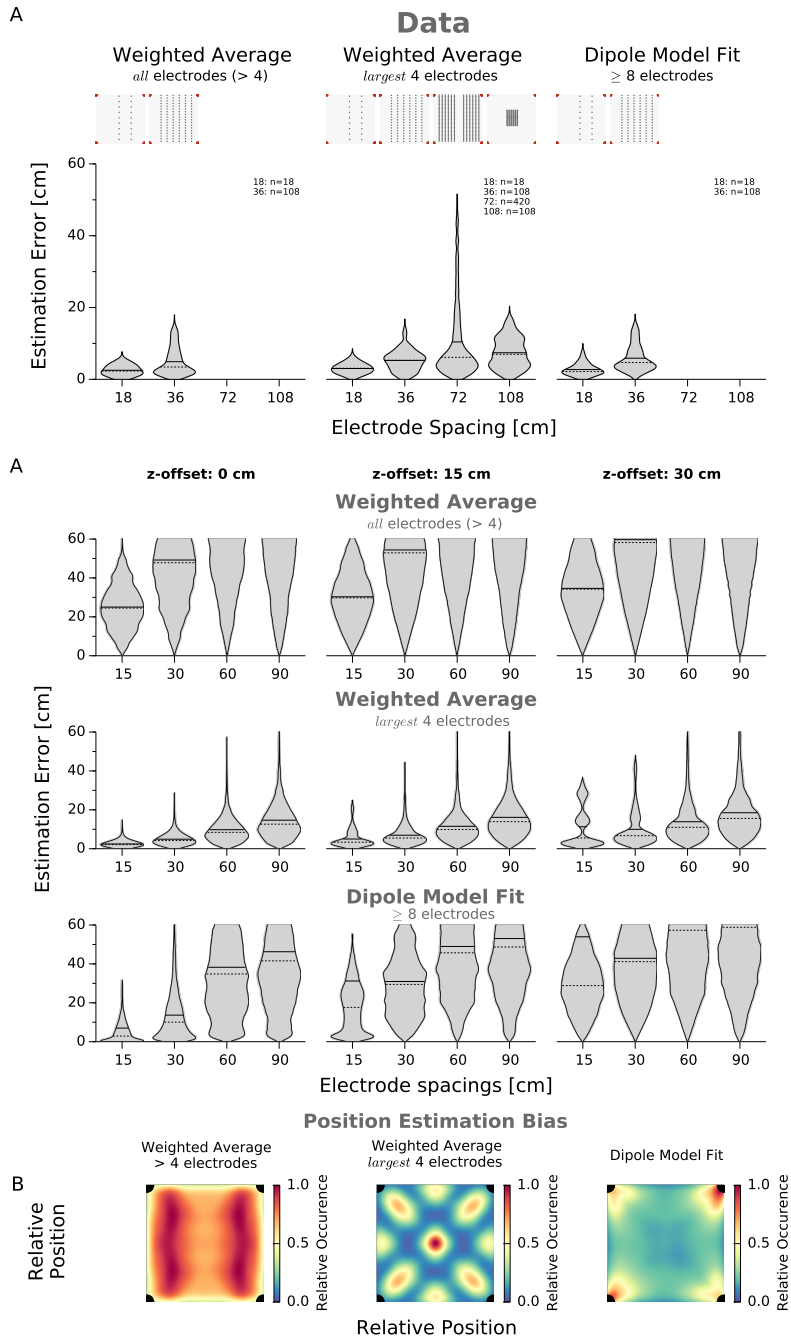 A
Data
Weighted Average
all electrodes (> 4)
Weighted Average
largest 4 electrodes
Dipole Model Fit
≥ 8 electrodes
60
40
20
0
Estimation Error [cm]
18: n=18
36: n=108
18: n=18
36: n=108
72: n=420
108: n=108
18: n=18
36: n=108
18 36 72 108
18 36 72 108
18 36 72 108
Electrode Spacing [cm]
A
z-offset: 0 cm
z-offset: 15 cm
z-offset: 30 cm
Weighted Average
all electrodes (> 4)
60
40
20
0
15 30 60 90
15 30 60 90
15 30 60 90
Estimation Error [cm]
Weighted Average
largest 4 electrodes
60
40
20
0
15 30 60 90
15 30 60 90
15 30 60 90
Dipole Model Fit
≥ 8 electrodes
60
40
20
0
15 30 60 90
15 30 60 90
15 30 60 90
Electrode spacings [cm]
Position Estimation Bias
B
Weighted Average
> 4 electrodes
Weighted Average
largest 4 electrodes
Dipole Model Fit
Relative
Position
1.0
0.5
0.0
Relative Occurence
1.0
0.5
0.0
Relative Occurence
1.0
0.5
0.0
Relative Occurence
Relative Position